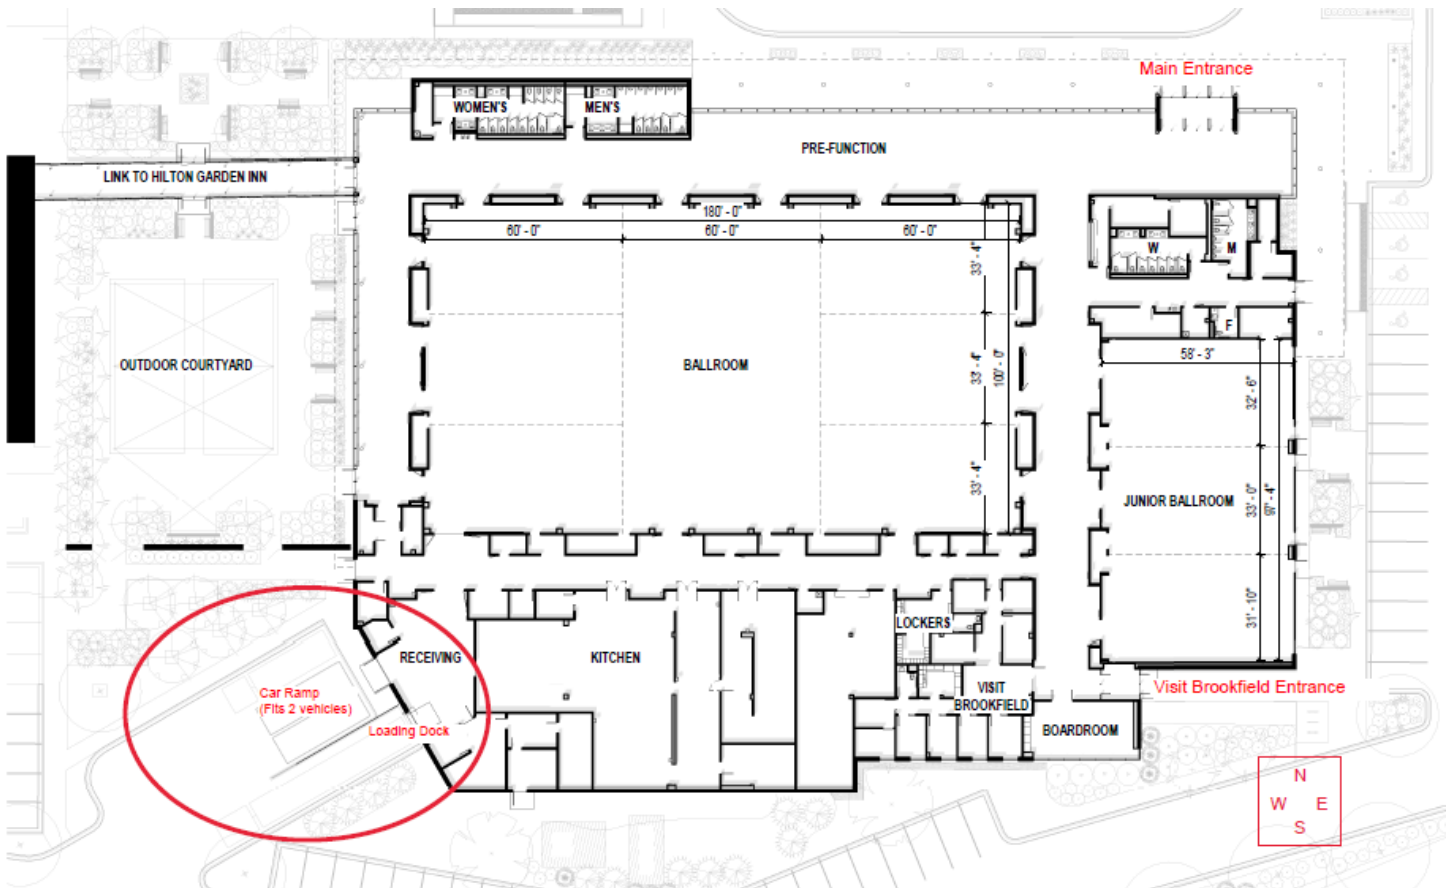 Main Entrance
WOMEN'S
MEN'S
PRE-FUNCTION
LINK TO HILTON GARDEN INN
180' - 0"
60' - 0"
60' - 0"
60' - 0"
33' - 4"
33' - 4"
100' - 0"
33' - 4"
W
M
F
58' - 3"
32' - 6"
33' - 0"
97' - 4"
31' - 10"
OUTDOOR COURTYARD
BALLROOM
JUNIOR BALLROOM
LOCKERS
RECEIVING
KITCHEN
VISIT
BROOKFIELD
Visit Brookfield Entrance
Car Ramp
(Fits 2 vehicles)
Loading Dock
BOARDROOM
N
W E
S